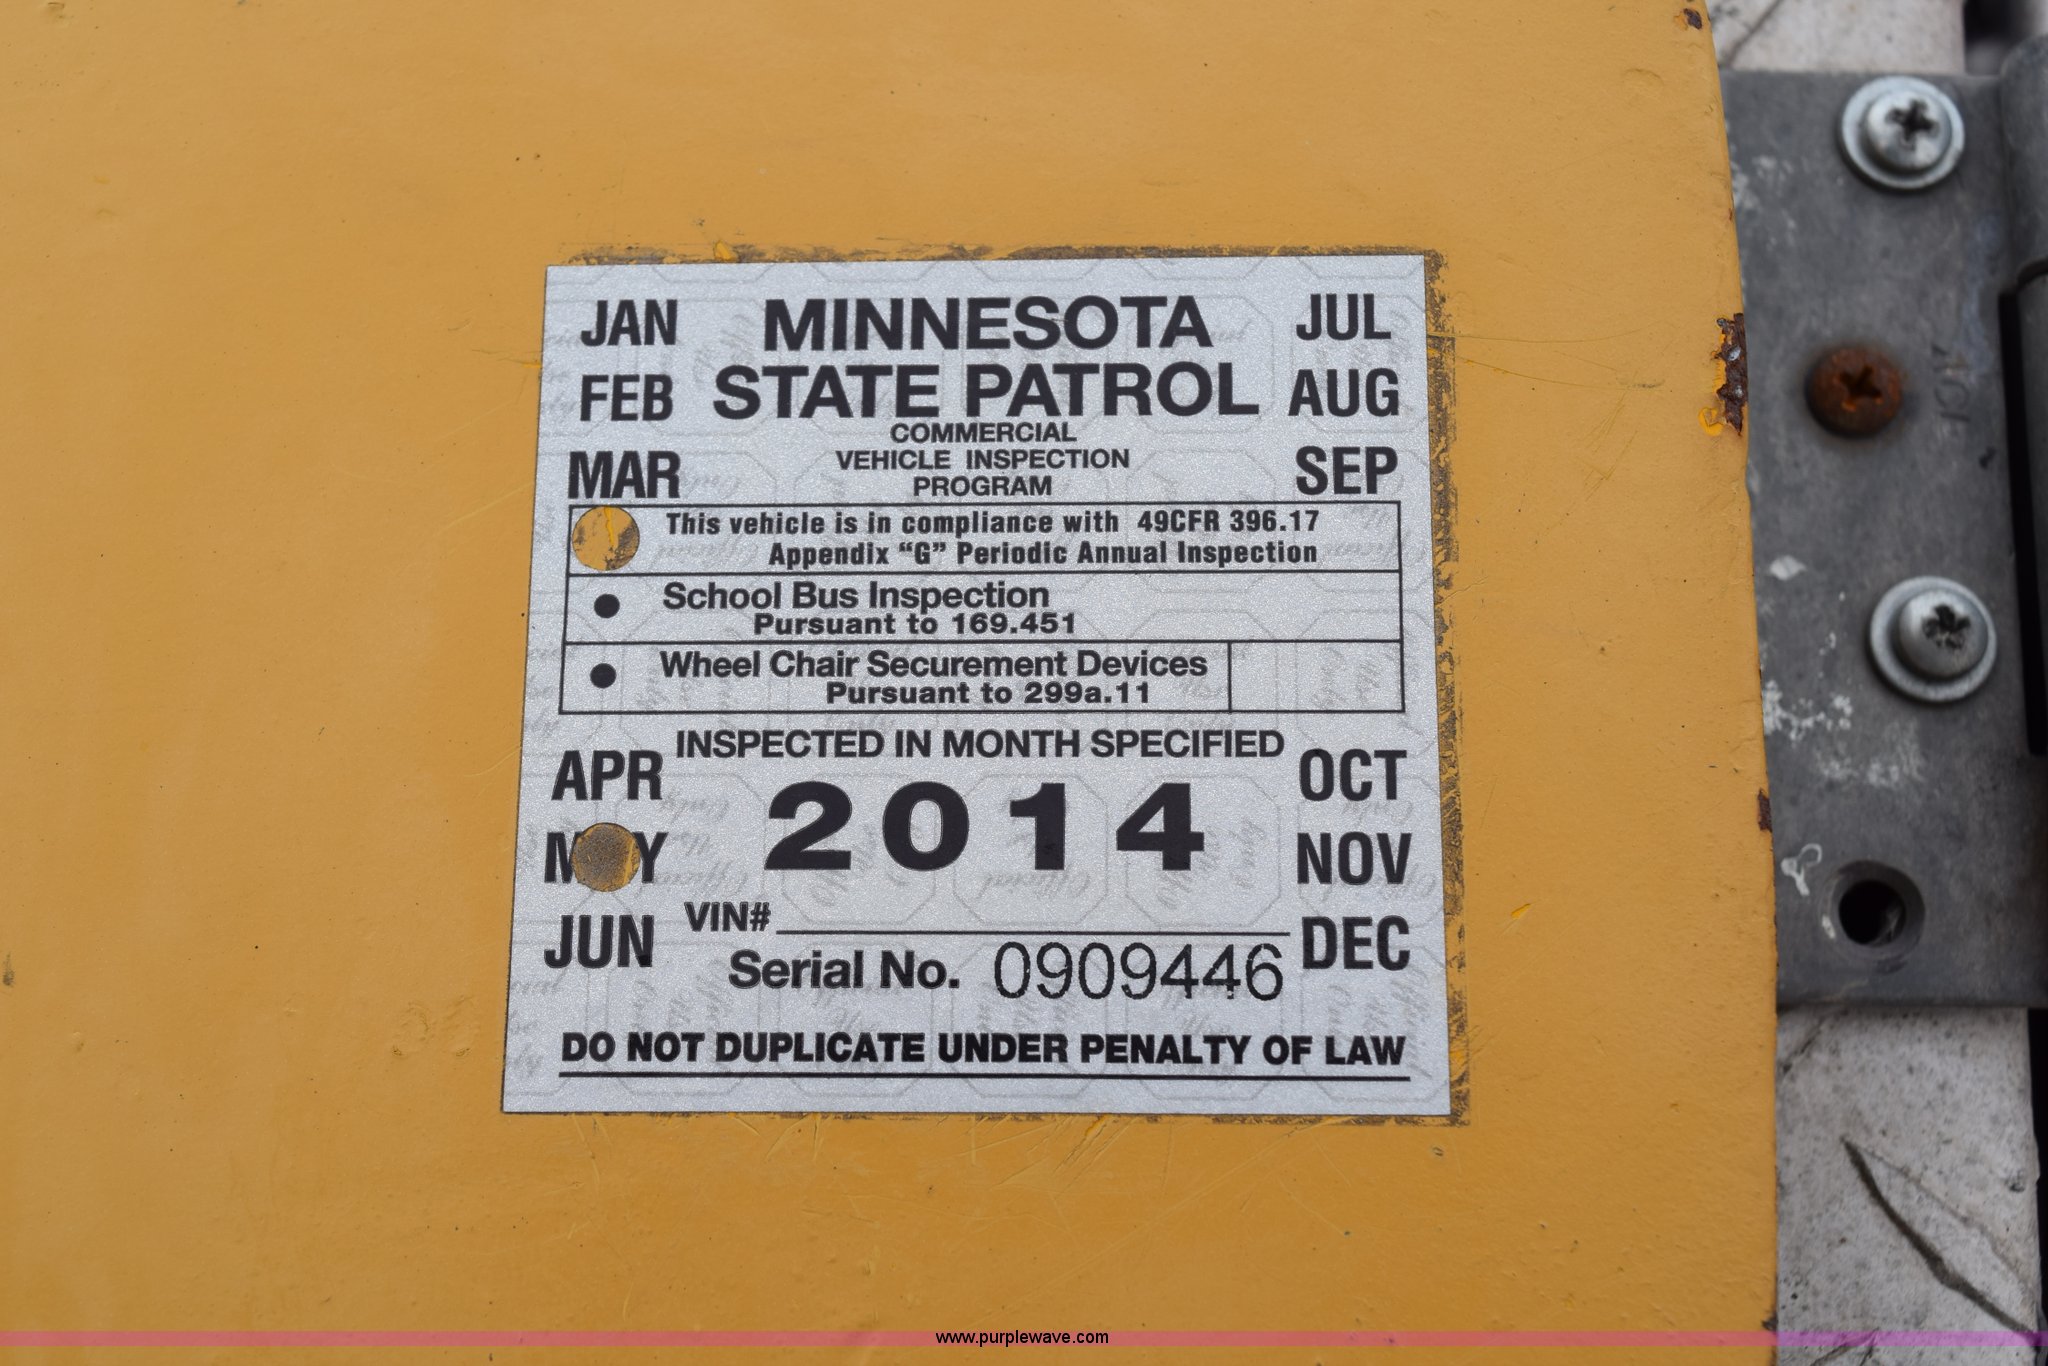 JAN MINNESOTA JUL
FEB STATE PATROL AUG
COMMERCIAL
VEHICLE INSPECTION
MAR PROGRAM SEP
This vehicle is in compliance with 49CFR 396.17
Appendix “G” Periodic Annual Inspection
● School Bus Inspection
Pursuant to 169.451
● Wheel Chair Securement Devices
Pursuant to 299a.11
INSPECTED IN MONTH SPECIFIED
APR 2014 OCT
M Y NOV
JUN VIN# DEC
Serial No. 0909446
DO NOT DUPLICATE UNDER PENALTY OF LAW
www.purplewave.com